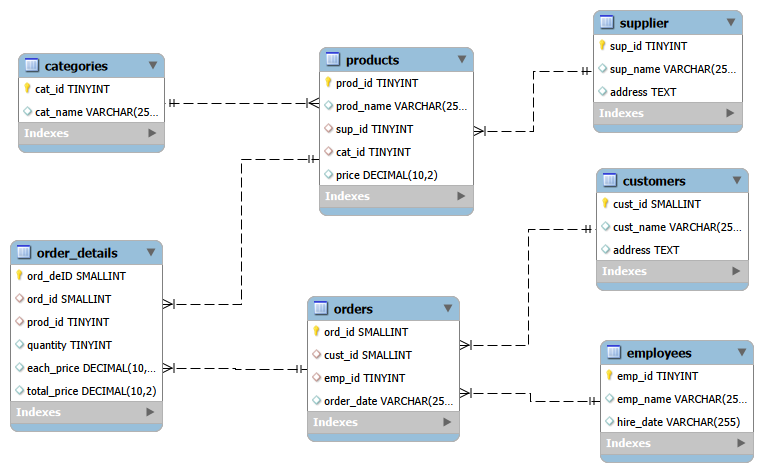 categories
cat_id TINYINT
cat_name VARCHAR(25...
Indexes
products
prod_id TINYINT
prod_name VARCHAR(25...
sup_id TINYINT
cat_id TINYINT
price DECIMAL(10,2)
Indexes
supplier
sup_id TINYINT
sup_name VARCHAR(25...
address TEXT
Indexes
customers
cust_id SMALLINT
cust_name VARCHAR(25...
address TEXT
Indexes
order_details
ord_deID SMALLINT
ord_id SMALLINT
prod_id TINYINT
quantity TINYINT
each_price DECIMAL(10,...
total_price DECIMAL(10,2)
Indexes
orders
ord_id SMALLINT
cust_id SMALLINT
emp_id TINYINT
order_date VARCHAR(25...
Indexes
employees
emp_id TINYINT
emp_name VARCHAR(25...
hire_date VARCHAR(255)
Indexes